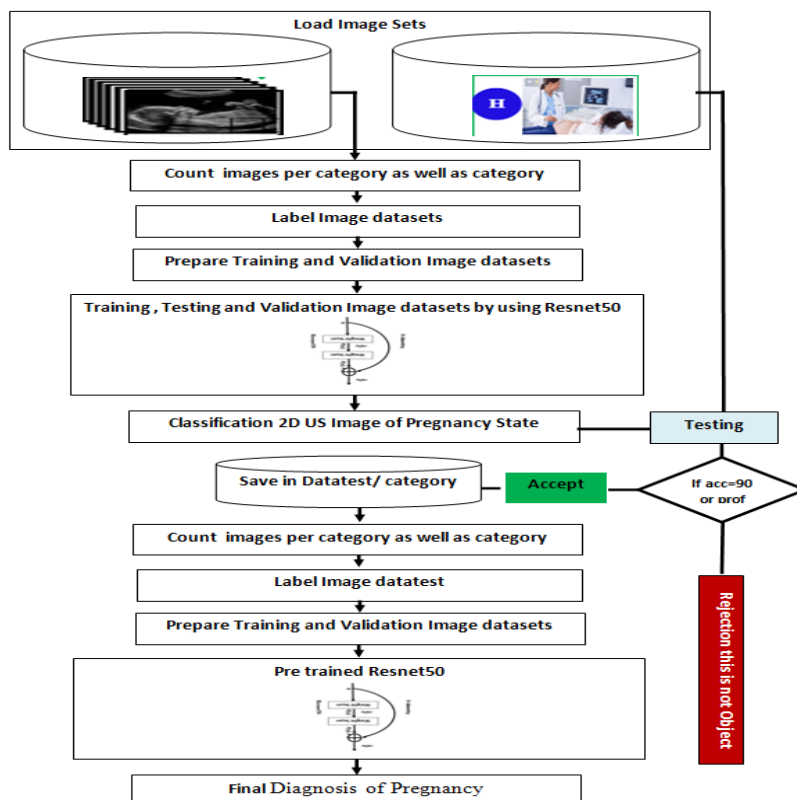 Load Image Sets
H
Count images per category as well as category
Label Image datasets
Prepare Training and Validation Image datasets
Training , Testing and Validation Image datasets by using Resnet50
Classification 2D US Image of Pregnancy State
Testing
Save in Datatest/ category
Accept
If acc=90
or prof
Count images per category as well as category
Label Image datatest
Prepare Training and Validation Image datasets
Rejection this is not Object
Pre trained Resnet50
Final Diagnosis of Pregnancy